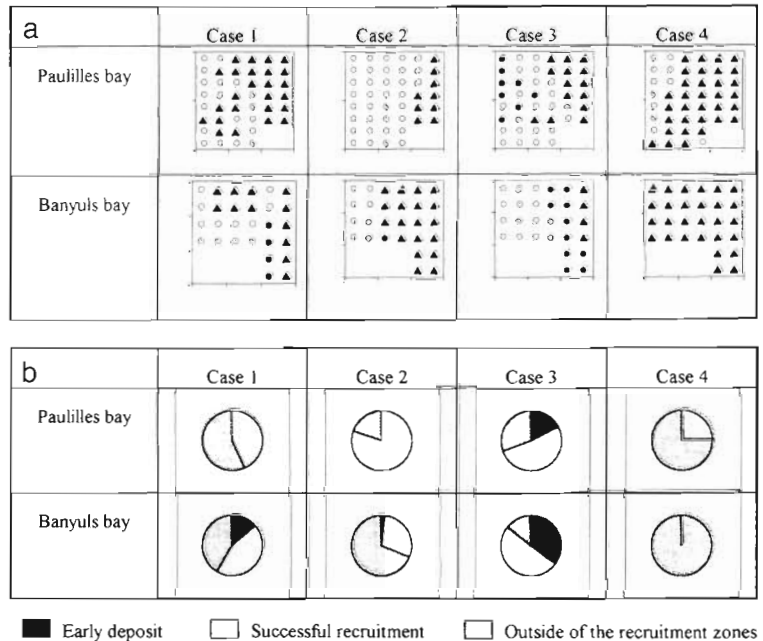 a
Case 1 Case 2 Case 3 Case 4
Paulilles bay
Banyuls bay
b
Case 1 Case 2 Case 3 Case 4
Paulilles bay
Banyuls bay
Early deposit Successful recruitment Outside of the recruitment zones